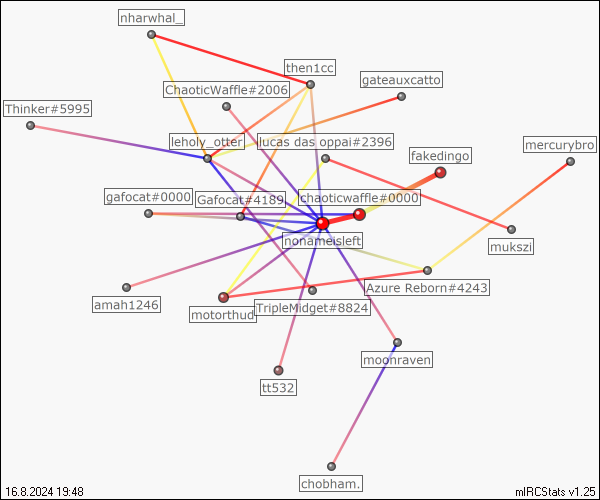 nharwhal_
then1cc
ChaoticWaffle#2006
gateauxcatto
Thinker#5995
leholy_otter
lucas das oppai#2396
mercurybro
fakedingo
gafocat#0000
Gafocat#4189
chaoticwaffle#0000
nonameisleft
mukszi
amah1246
motorthud
TripleMidget#8824
Azure Reborn#4243
tt532
moonraven
chobham.
16.8.2024 19:48
mIRCStats v1.25